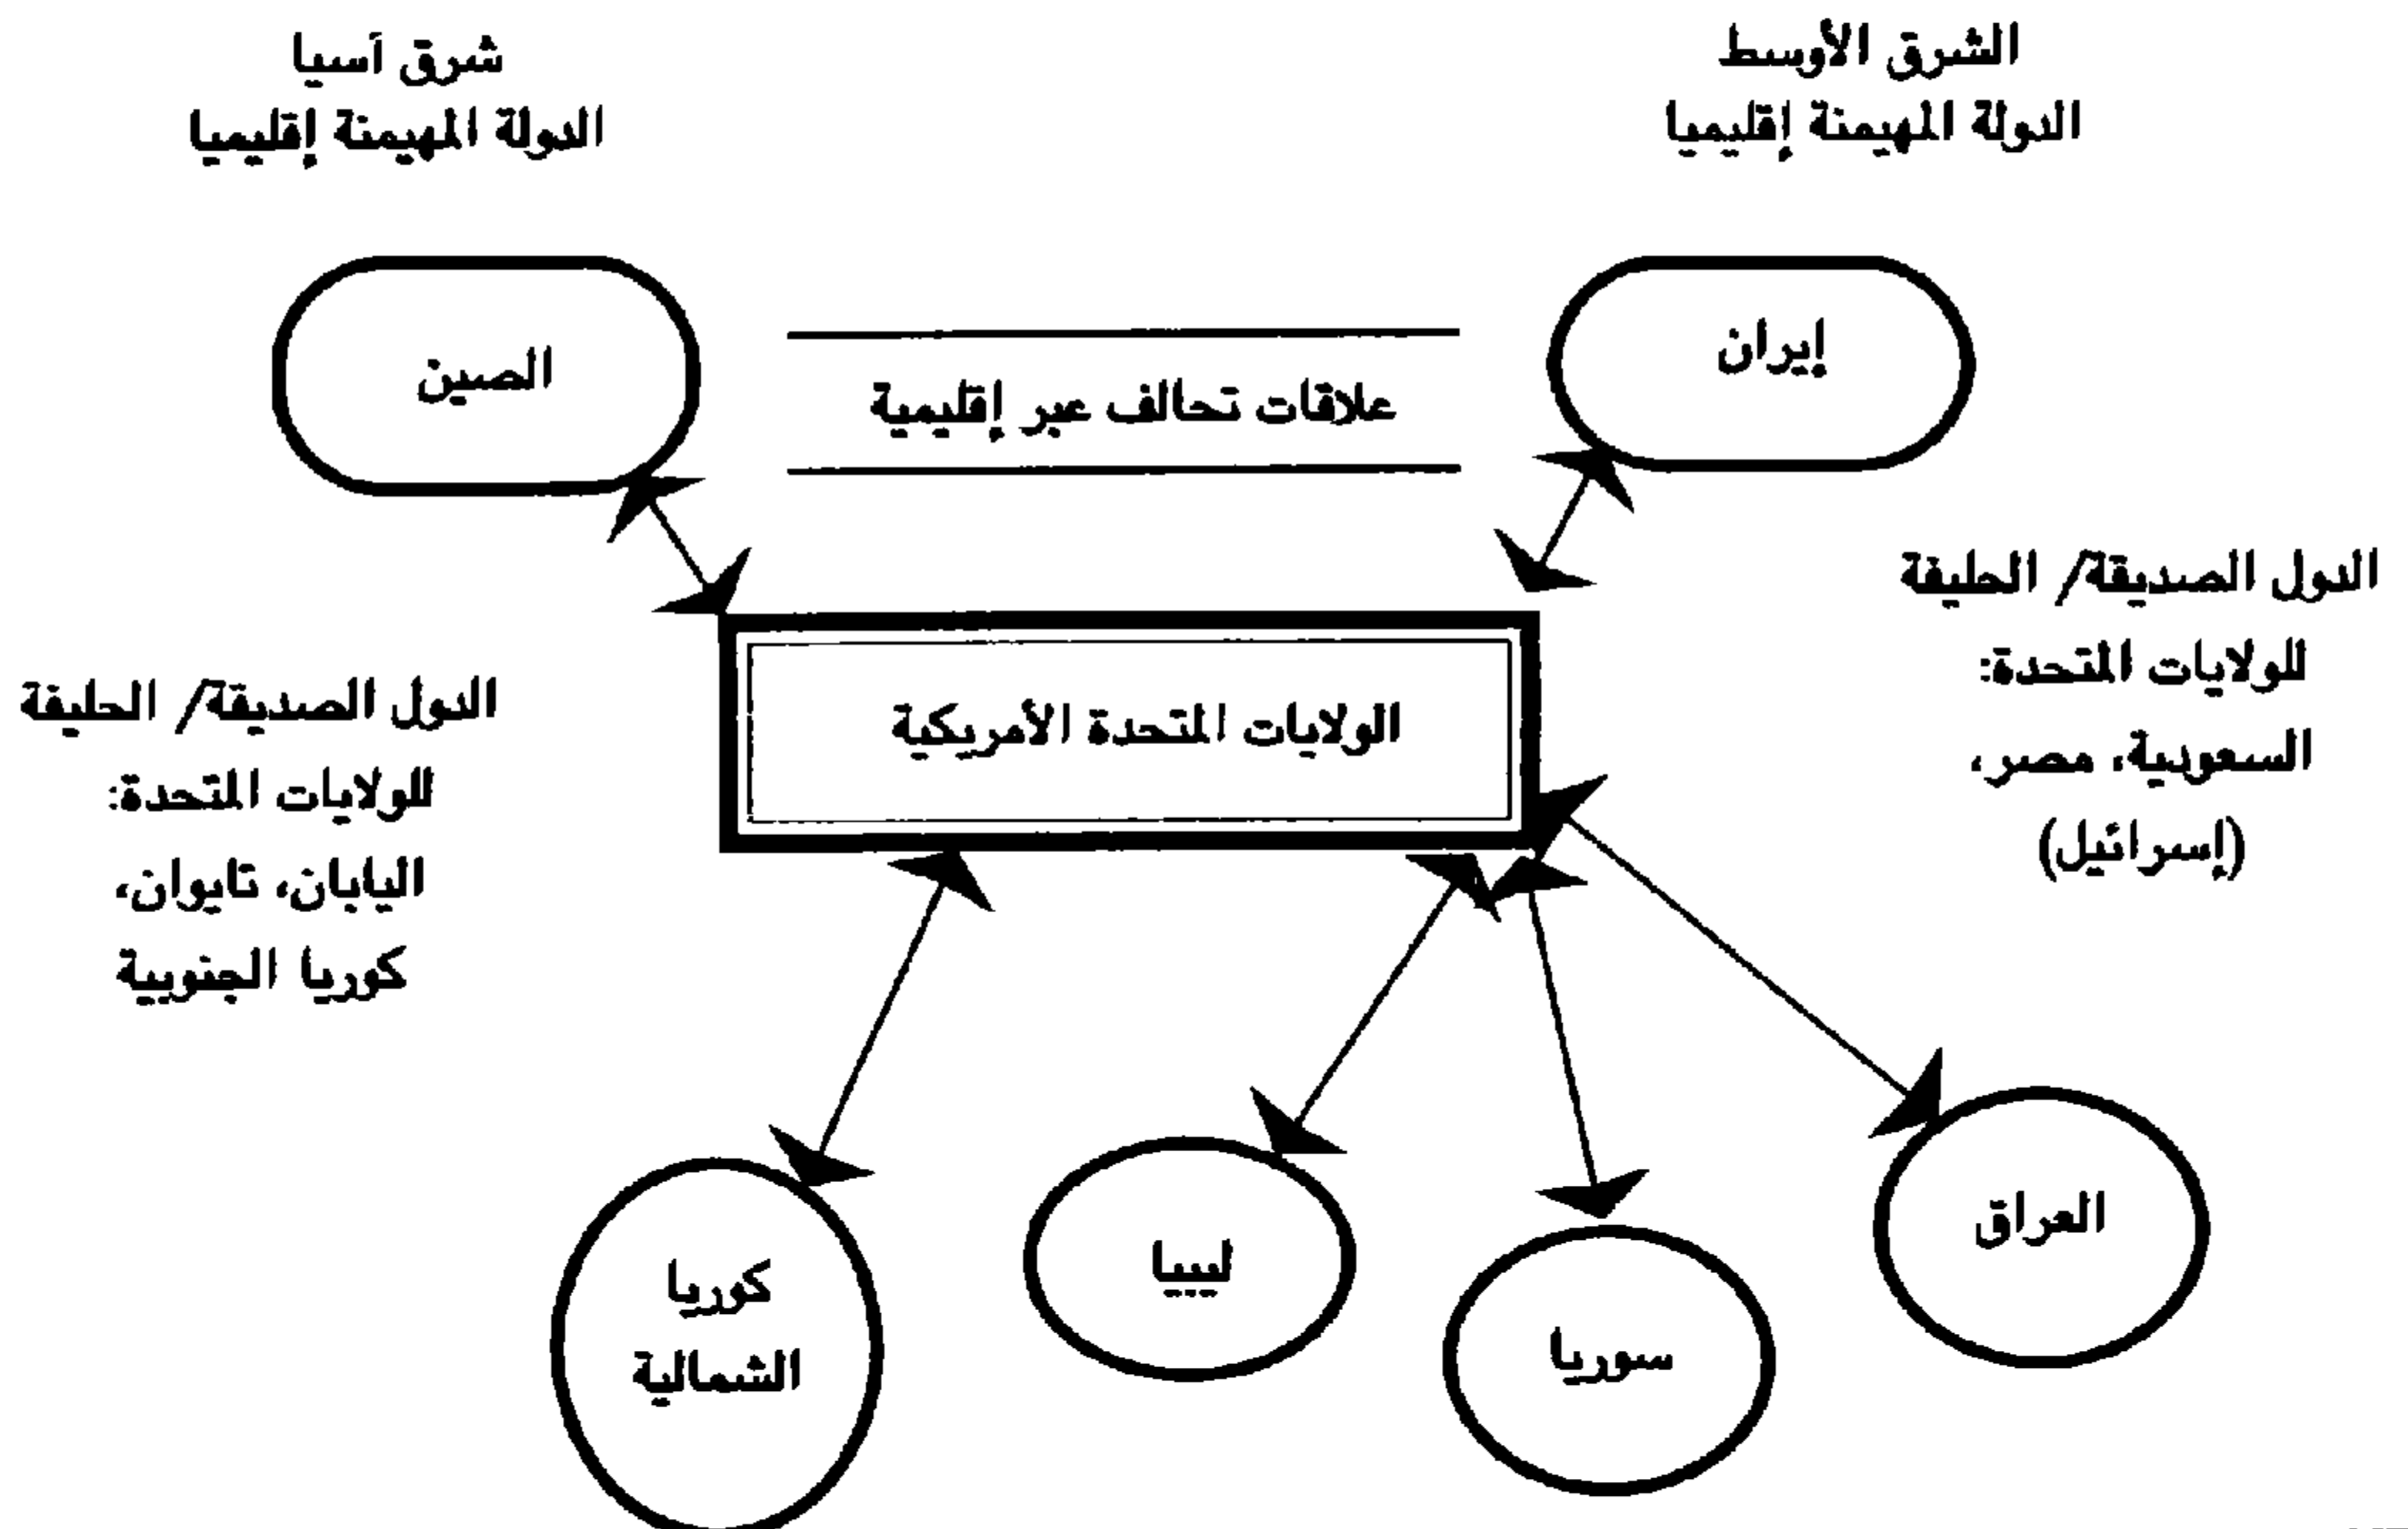 الشرق الأوسط
الدولة المهيمنة إقليميا
شرق آسيا
الدولة المهيمنة إقليميا
إيران
علاقات تحالف عبر إقليمية
الصين
الدول الصديقة/ الحليفة
للولايات المتحدة:
السعودية، مصر،
(إسرائيل)
الولايات المتحدة الأمريكية
الدول الصديقة/ الحليفة
للولايات المتحدة:
اليابان، تايوان،
كوريا الجنوبية
العراق
سوريا
ليبيا
كوريا
الشمالية